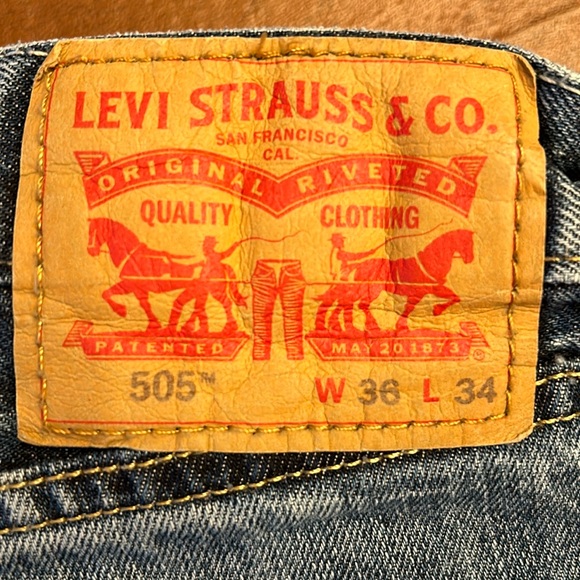 LEVI STRAUSS & CO.
SAN FRANCISCO
CAL.
ORIGINAL RIVETED
QUALITY CLOTHING
PATENTED MAY 20 1873 ®
505™ W 36 L 34